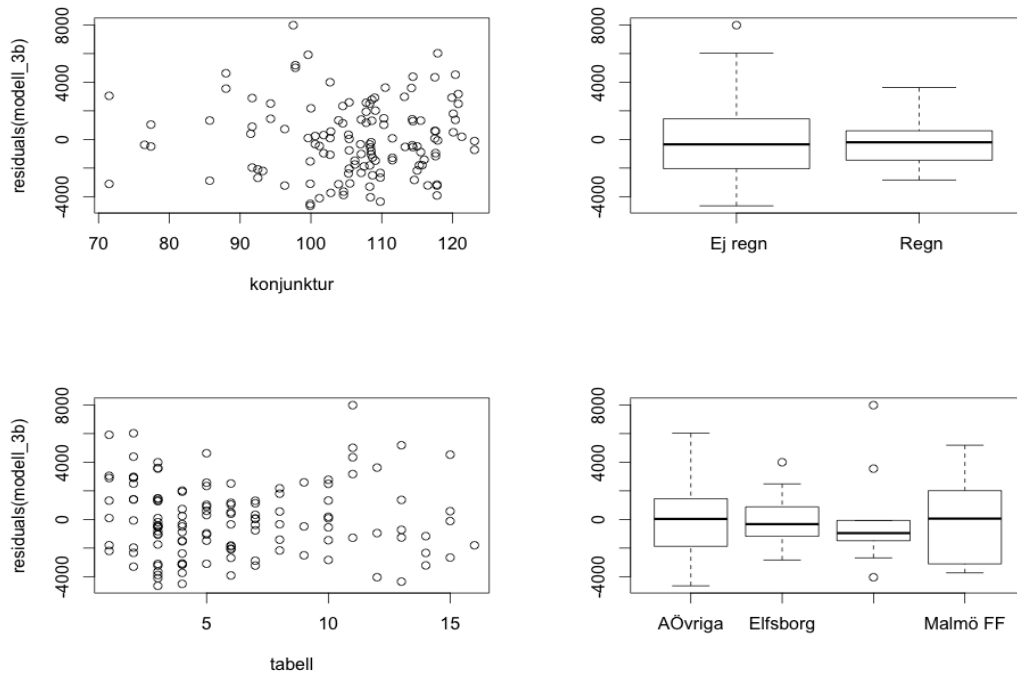 residuals(modell_3b)
8000
4000
0
-4000
70 80 90 100 110 120
konjunktur
8000
4000
0
-4000
Ej regn Regn
residuals(modell_3b)
8000
4000
0
-4000
5 10 15
tabell
8000
4000
0
-4000
AÖvriga Elfsborg Malmö FF